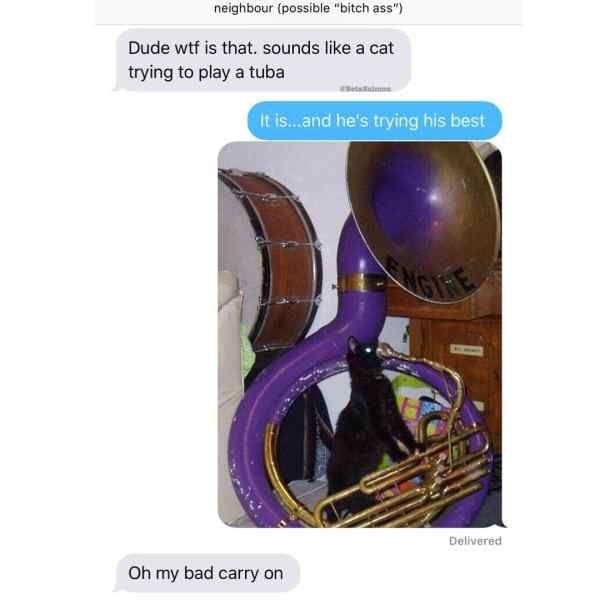 neighbour (possible “bitch ass”)
Dude wtf is that. sounds like a cat
trying to play a tuba
It is...and he's trying his best
ENGINE
Delivered
Oh my bad carry on